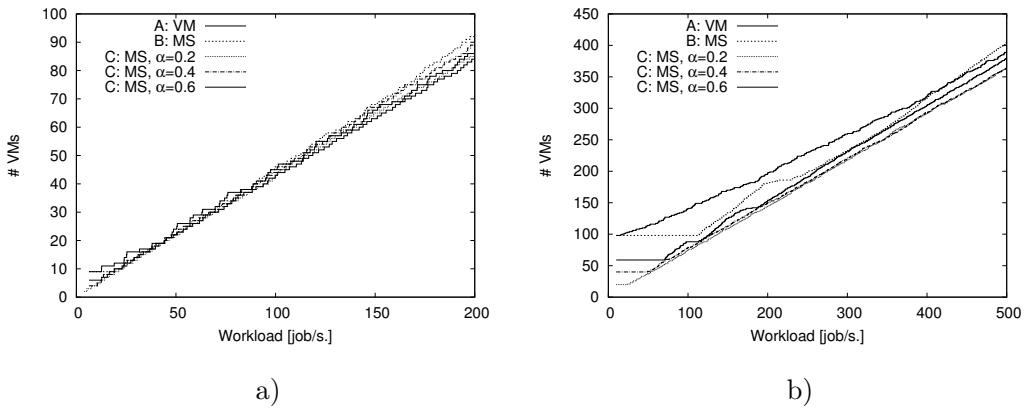 100
90
80
70
60
50
40
30
20
10
0
# VMs
A: VM
B: MS
C: MS, α=0.2
C: MS, α=0.4
C: MS, α=0.6
0 50 100 150 200
Workload [job/s.]
a)
450
400
350
300
250
200
150
100
50
0
# VMs
A: VM
B: MS
C: MS, α=0.2
C: MS, α=0.4
C: MS, α=0.6
0 100 200 300 400 500
Workload [job/s.]
b)